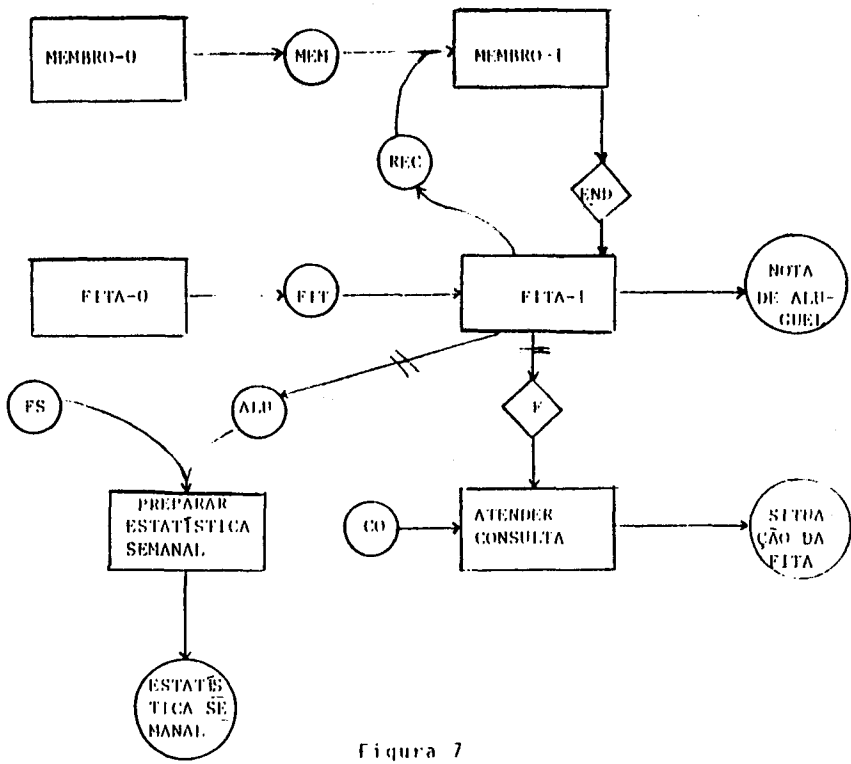 MEMBRO-0
MEM
MEMBRO-1
REC
END
FITA-0
FIT
FITA-1
NOTA
DE ALU-
GUEL
FS
ALU
F
PREPARAR
ESTATÍSTICA
SEMANAL
CO
ATENDER
CONSULTA
SITUA-
ÇÃO DA
FITA
ESTATÍS
TICA SE
MANAL
Figura 7